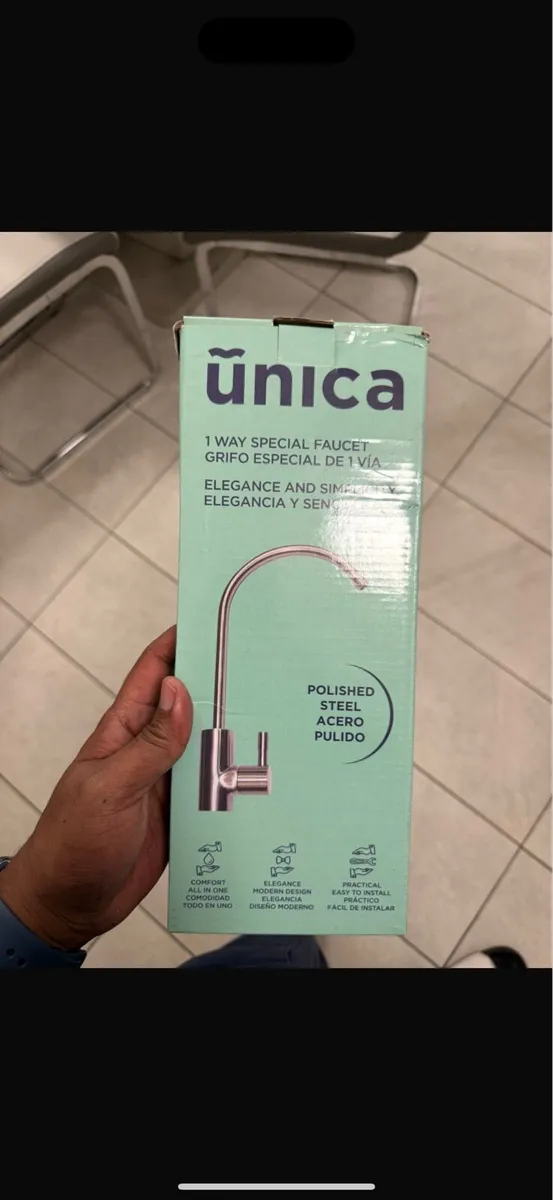 ũnıca
1 WAY SPECIAL FAUCET
GRIFO ESPECIAL DE 1 VÍA
ELEGANCE AND
ELEGANCIA Y
POLISHED
STEEL
ACERO
PULIDO
COMFORT
ALL IN ONE
COMODIDAD
TODO EN UNO
ELEGANCE
MODERN DESIGN
ELEGANCIA
DISEÑO MODERNO
PRACTICAL
EASY TO INSTALL
PRÁCTICO
FÁCIL DE INSTALAR